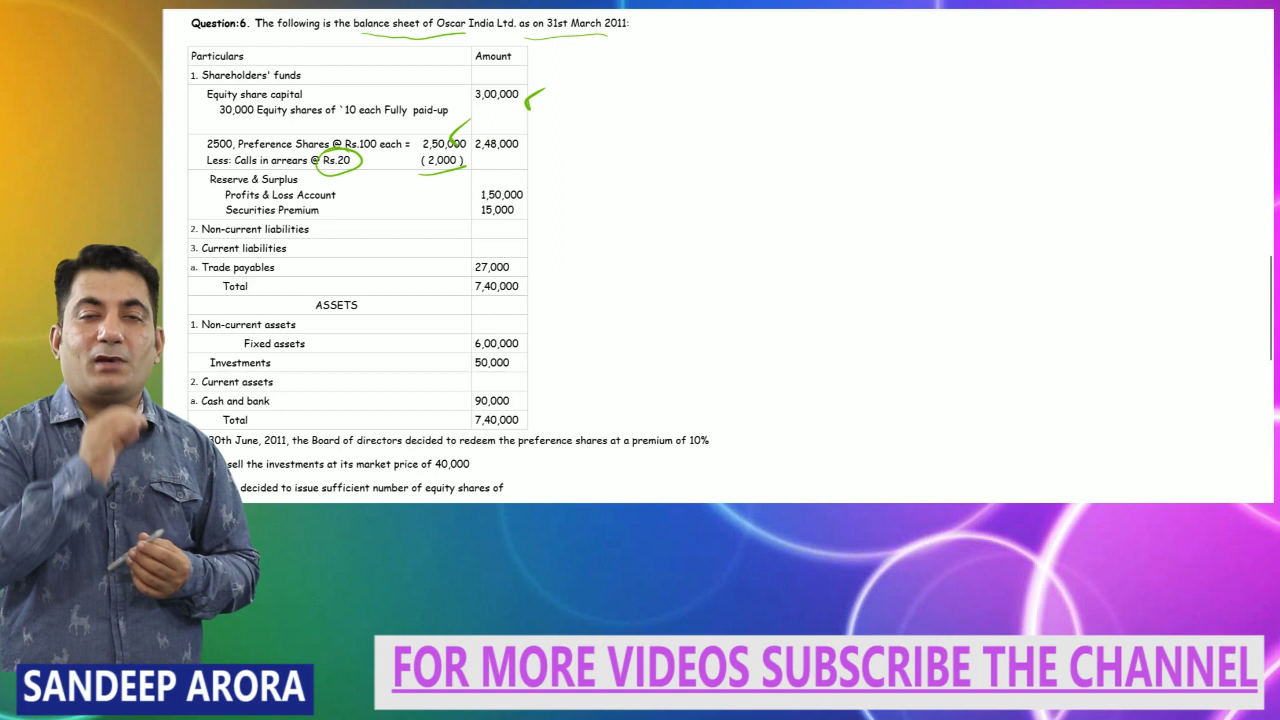 Question:6. The following is the balance sheet of Oscar India Ltd. as on 31st March 2011:
Particulars Amount
1. Shareholders' funds
Equity share capital 3,00,000
30,000 Equity shares of `10 each Fully paid-up
2500, Preference Shares @ Rs.100 each = 2,50,000 2,48,000
Less: Calls in arrears @ Rs.20 ( 2,000 )
Reserve & Surplus
Profits & Loss Account 1,50,000
Securities Premium 15,000
2. Non-current liabilities
3. Current liabilities
a. Trade payables 27,000
Total 7,40,000
ASSETS
1. Non-current assets
Fixed assets 6,00,000
Investments 50,000
2. Current assets
a. Cash and bank 90,000
Total 7,40,000
30th June, 2011, the Board of directors decided to redeem the preference shares at a premium of 10%
sell the investments at its market price of 40,000
decided to issue sufficient number of equity shares of
SANDEEP ARORA
FOR MORE VIDEOS SUBSCRIBE THE CHANNEL